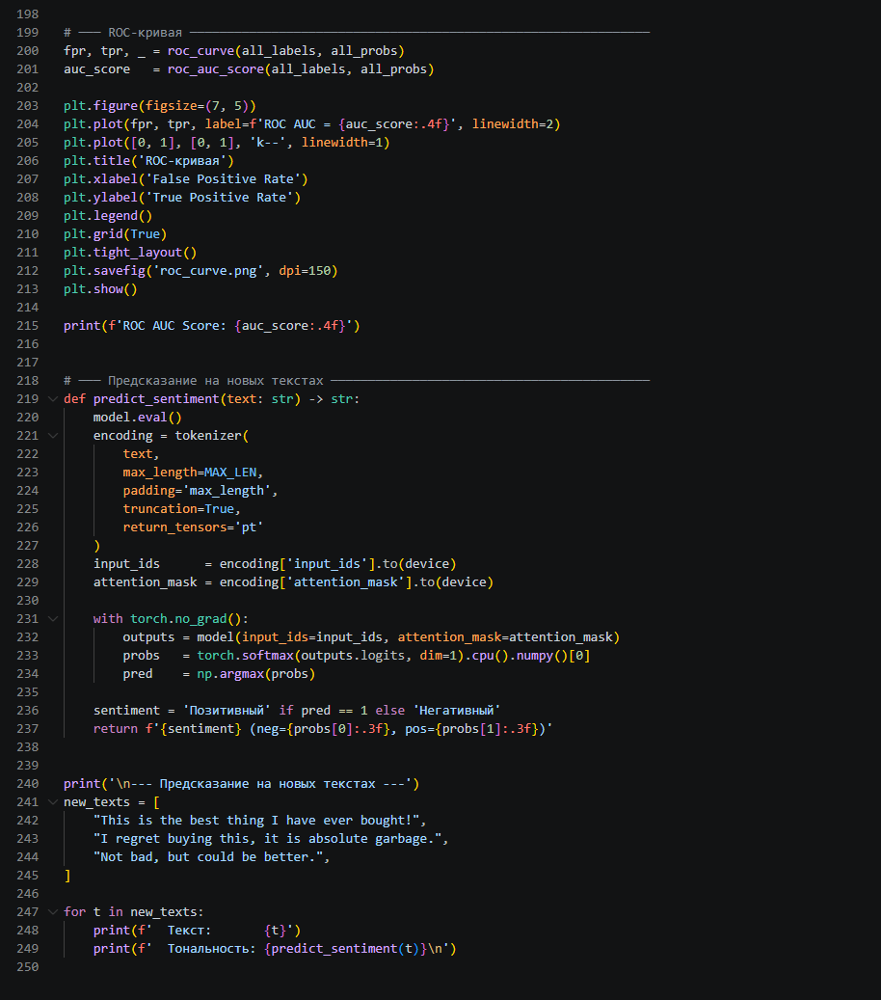 198
199 # ─── ROC-кривая ──────────────────────────────────────────────────────────────
200 fpr, tpr, _ = roc_curve(all_labels, all_probs)
201 auc_score   = roc_auc_score(all_labels, all_probs)
202
203 plt.figure(figsize=(7, 5))
204 plt.plot(fpr, tpr, label=f'ROC AUC = {auc_score:.4f}', linewidth=2)
205 plt.plot([0, 1], [0, 1], 'k--', linewidth=1)
206 plt.title('ROC-кривая')
207 plt.xlabel('False Positive Rate')
208 plt.ylabel('True Positive Rate')
209 plt.legend()
210 plt.grid(True)
211 plt.tight_layout()
212 plt.savefig('roc_curve.png', dpi=150)
213 plt.show()
214
215 print(f'ROC AUC Score: {auc_score:.4f}')
216
217
218 # ─── Предсказание на новых текстах ───────────────────────────────────────────
219 def predict_sentiment(text: str) -> str:
220     model.eval()
221     encoding = tokenizer(
222         text,
223         max_length=MAX_LEN,
224         padding='max_length',
225         truncation=True,
226         return_tensors='pt'
227     )
228     input_ids      = encoding['input_ids'].to(device)
229     attention_mask = encoding['attention_mask'].to(device)
230
231     with torch.no_grad():
232         outputs = model(input_ids=input_ids, attention_mask=attention_mask)
233         probs   = torch.softmax(outputs.logits, dim=1).cpu().numpy()[0]
234         pred    = np.argmax(probs)
235
236     sentiment = 'Позитивный' if pred == 1 else 'Негативный'
237     return f'{sentiment} (neg={probs[0]:.3f}, pos={probs[1]:.3f})'
238
239
240 print('\n--- Предсказание на новых текстах ---')
241 new_texts = [
242     "This is the best thing I have ever bought!",
243     "I regret buying this, it is absolute garbage.",
244     "Not bad, but could be better.",
245 ]
246
247 for t in new_texts:
248     print(f'  Текст:       {t}')
249     print(f'  Тональность: {predict_sentiment(t)}\n')
250